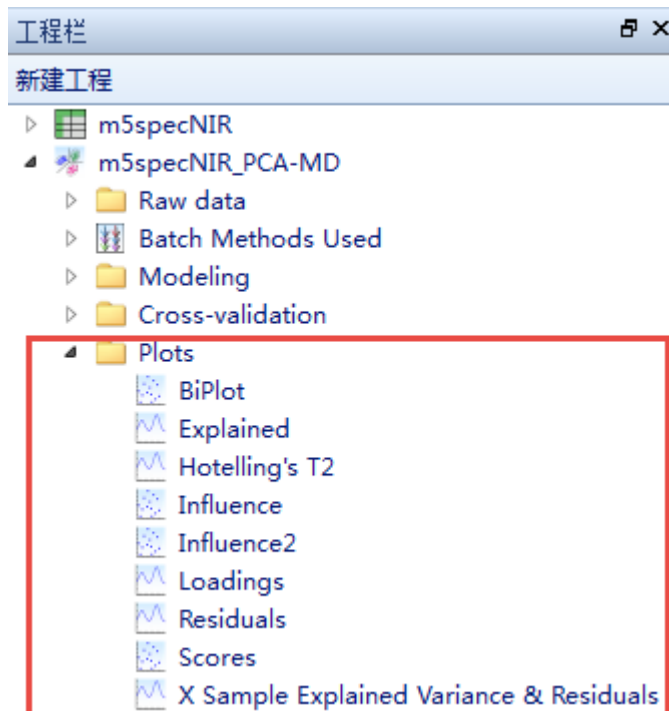 工程栏
新建工程
m5specNIR
m5specNIR_PCA-MD
Raw data
Batch Methods Used
Modeling
Cross-validation
Plots
BiPlot
Explained
Hotelling's T2
Influence
Influence2
Loadings
Residuals
Scores
X Sample Explained Variance & Residuals